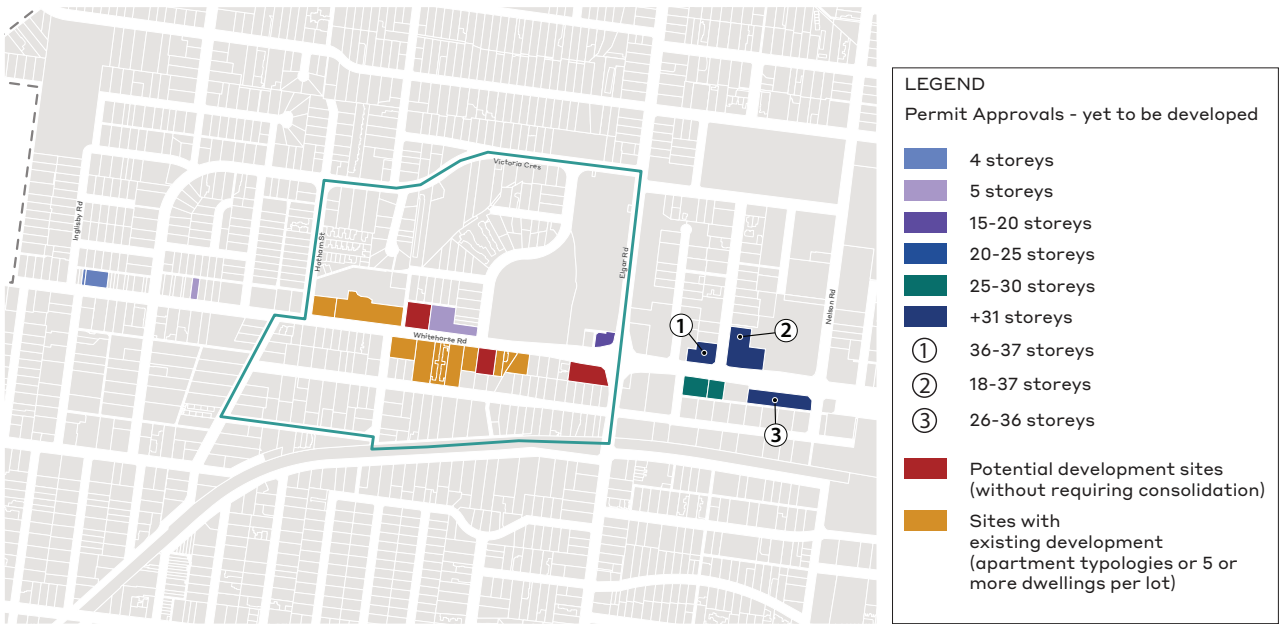 Victoria Cres
Inglisby Rd
Hotham St
Elgar Rd
Nelson Rd
Whitehorse Rd
1
2
3
LEGEND
Permit Approvals - yet to be developed
4 storeys
5 storeys
15-20 storeys
20-25 storeys
25-30 storeys
+31 storeys
1 36-37 storeys
2 18-37 storeys
3 26-36 storeys
Potential development sites
(without requiring consolidation)
Sites with
existing development
(apartment typologies or 5 or
more dwellings per lot)